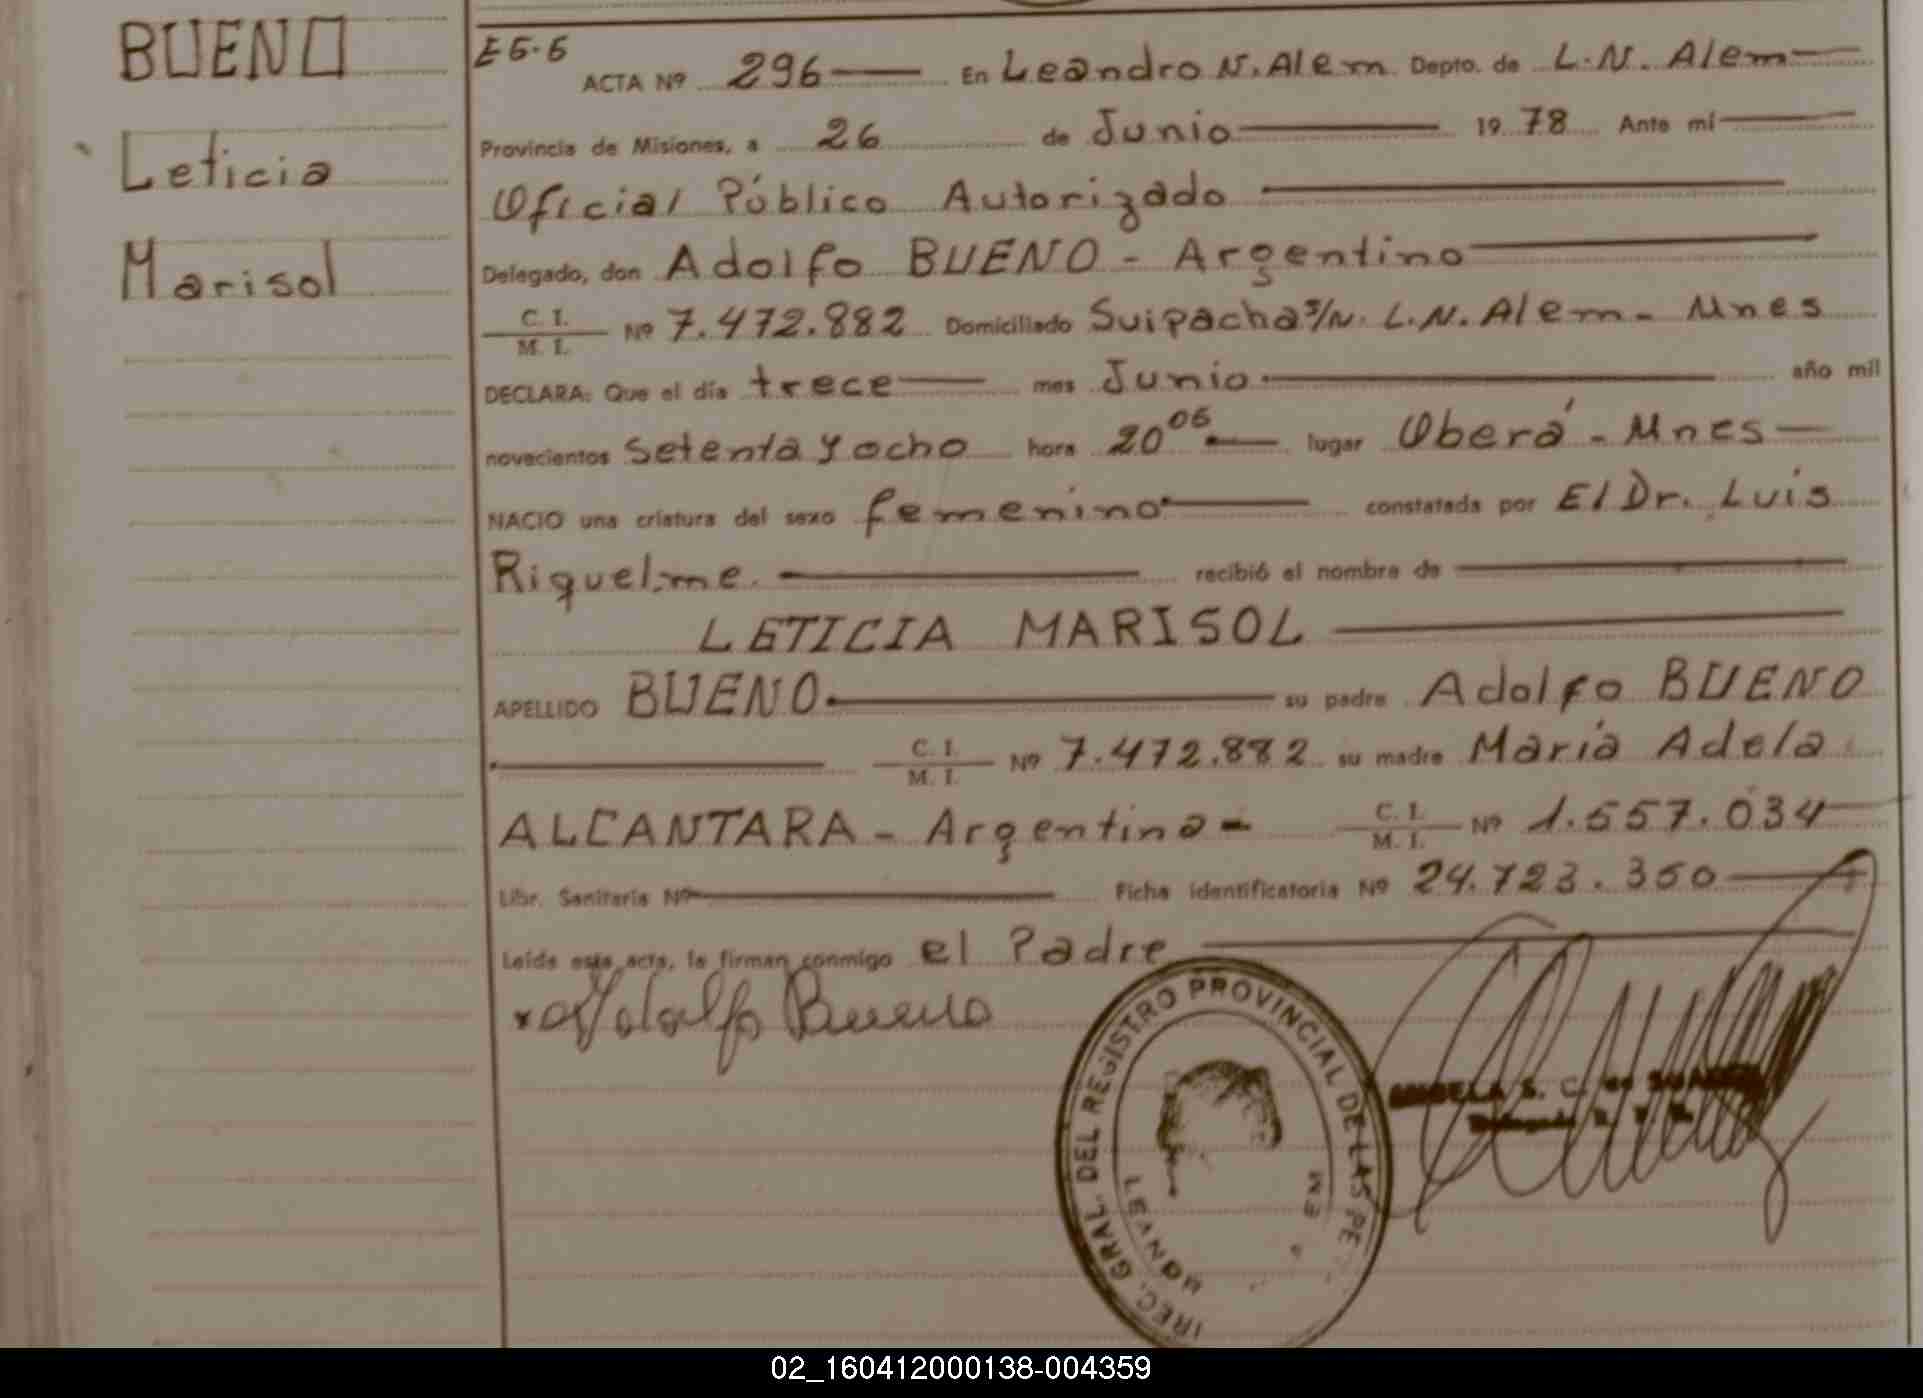 BUENO
Leticia
Marisol
E5-5
ACTA Nº 296 En Leandro N. Alem Depto. de L.N. Alem
Provincia de Misiones, a 26 de Junio 19 78 Ante mí
Oficial Público Autorizado
Delegado, don Adolfo BUENO - Argentino
C. I. / M. I. Nº 7.472.882 Domiciliado Suipacha S/N. L.N. Alem - Mnes
DECLARA: Que el día trece mes Junio año mil
novecientos setenta y ocho hora 20 06 lugar Oberá - Mnes
NACIO una criatura del sexo femenino constatada por El Dr. Luis
Riquelme. recibió el nombre de
LETICIA MARISOL
APELLIDO BUENO su padre Adolfo BUENO
C. I. / M. I. Nº 7.472.882 su madre María Adela
ALCANTARA - Argentina - C. I. / M. I. Nº 1.557.034
Libr. Sanitaria Nº Ficha identificatoria Nº 24.723.350
Leída esta acta, la firman conmigo el Padre
Adolfo Bueno
IREC. GRAL. DEL REGISTRO PROVINCIAL DE LAS PE
S. C. de SUAREZ
02_160412000138-004359